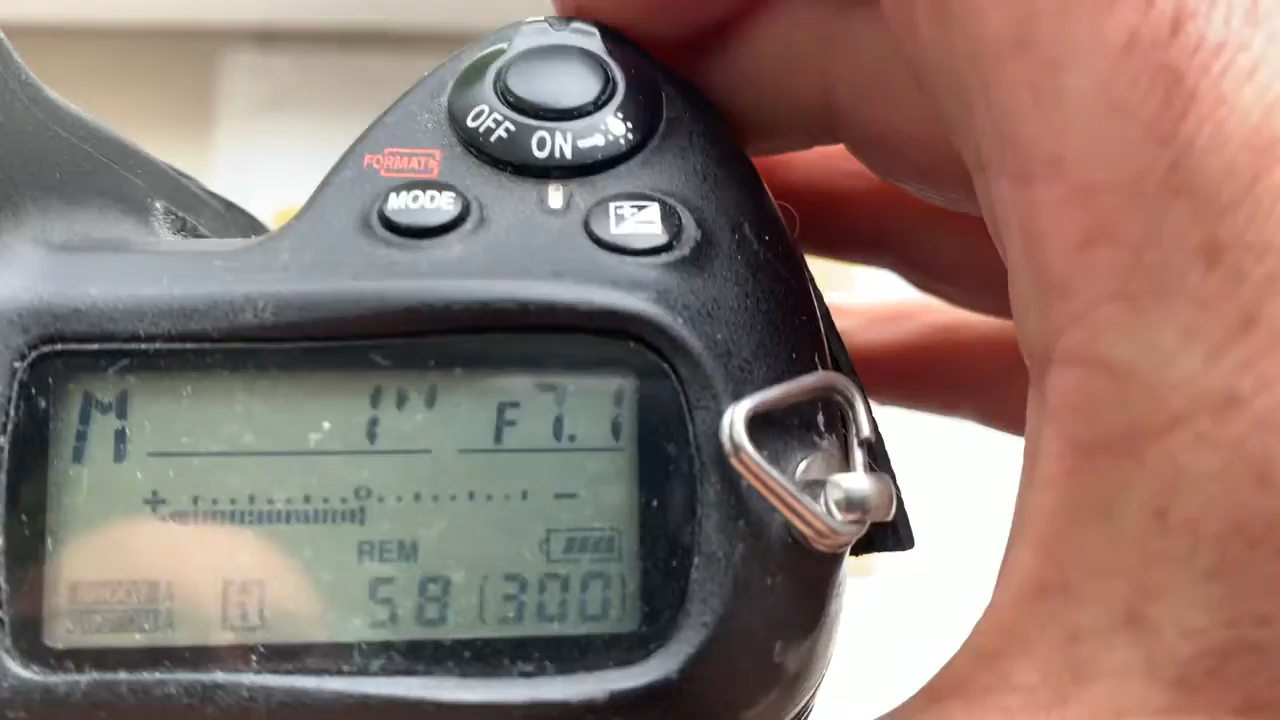 OFF ON
FORMAT
MODE
M 1" F7.1
+ 0 -
REM
58 (300)